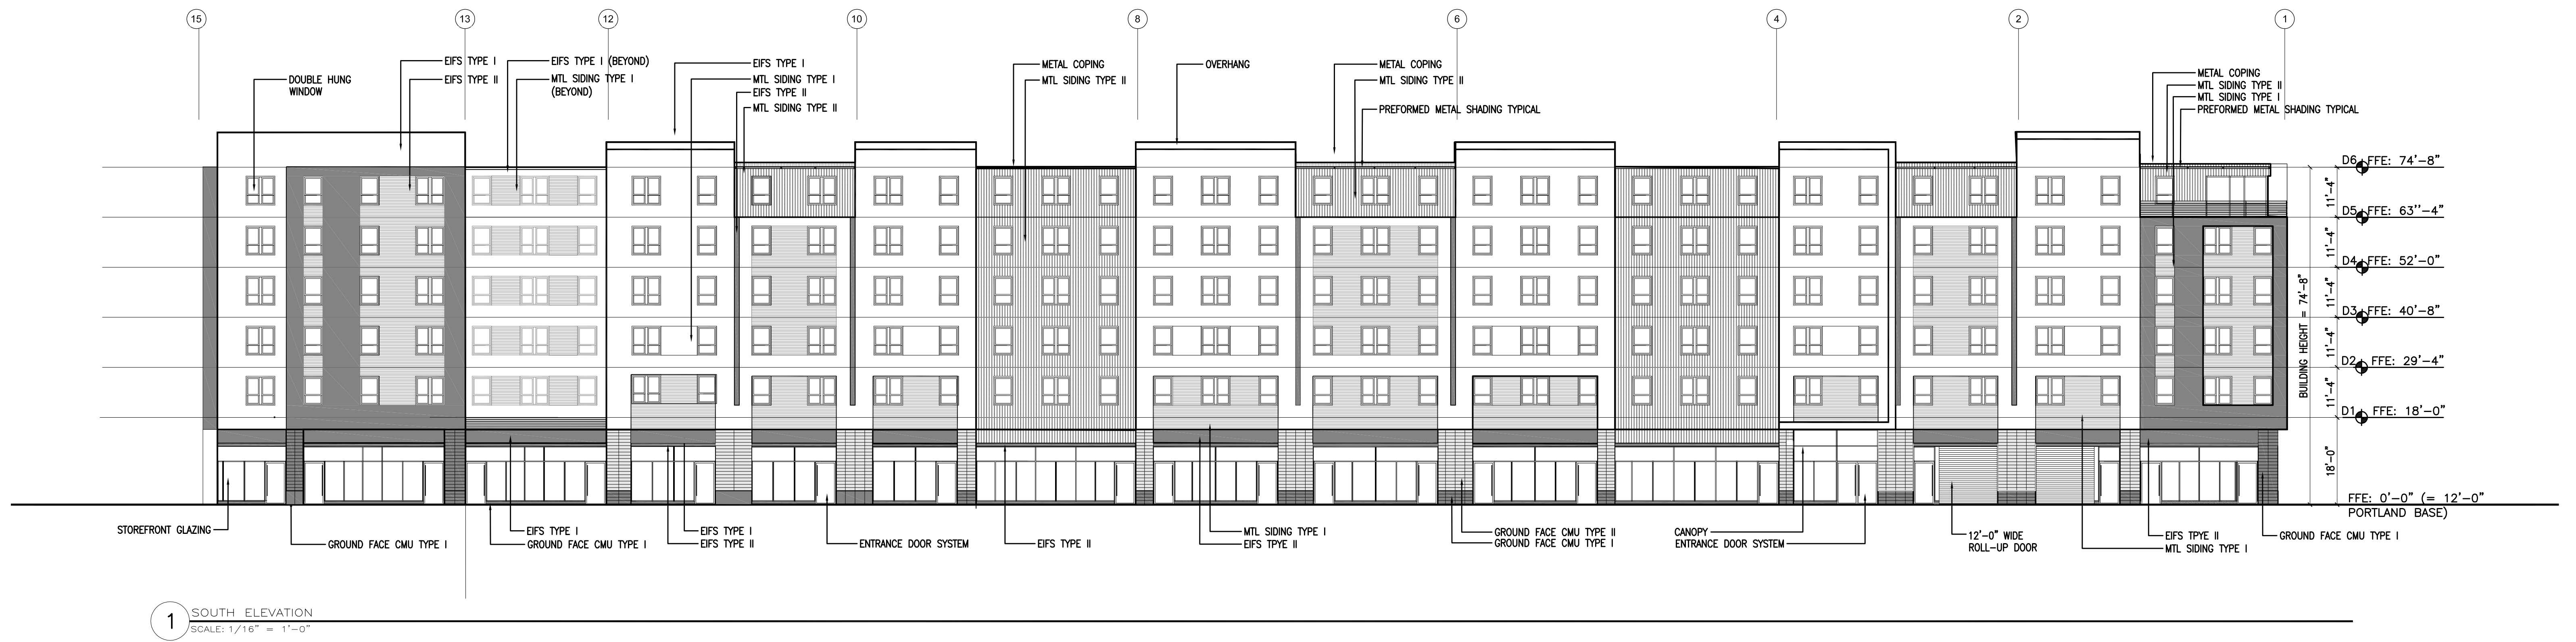 15
13
12
10
8
6
4
2
1
DOUBLE HUNG
WINDOW
EIFS TYPE I
EIFS TYPE II
EIFS TYPE I (BEYOND)
MTL SIDING TYPE I
(BEYOND)
EIFS TYPE I
MTL SIDING TYPE I
EIFS TYPE II
MTL SIDING TYPE II
METAL COPING
MTL SIDING TYPE II
OVERHANG
METAL COPING
MTL SIDING TYPE II
PREFORMED METAL SHADING TYPICAL
METAL COPING
MTL SIDING TYPE II
MTL SIDING TYPE I
PREFORMED METAL SHADING TYPICAL
D6 FFE: 74'-8"
11'-4"
D5 FFE: 63''-4"
11'-4"
D4 FFE: 52'-0"
11'-4"
D3 FFE: 40'-8"
11'-4"
D2 FFE: 29'-4"
11'-4"
D1 FFE: 18'-0"
18'-0"
BUILDING HEIGHT = 74'-8"
FFE: 0'-0" (= 12'-0"
PORTLAND BASE)
STOREFRONT GLAZING
GROUND FACE CMU TYPE I
EIFS TYPE I
GROUND FACE CMU TYPE I
EIFS TYPE I
EIFS TYPE II
ENTRANCE DOOR SYSTEM
EIFS TYPE II
MTL SIDING TYPE I
EIFS TPYE II
GROUND FACE CMU TYPE II
GROUND FACE CMU TYPE I
CANOPY
ENTRANCE DOOR SYSTEM
12'-0" WIDE
ROLL-UP DOOR
EIFS TPYE II
MTL SIDING TYPE I
GROUND FACE CMU TYPE I
1
SOUTH ELEVATION
SCALE: 1/16" = 1'-0"